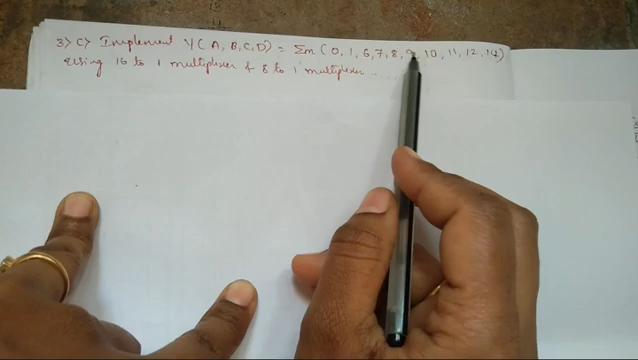 3> c> Implement Y( A, B, C, D) = Σm ( 0, 1, 6, 7, 8, 9, 10, 11, 12, 14)
Using 16 to 1 multiplexer & 8 to 1 multiplexer